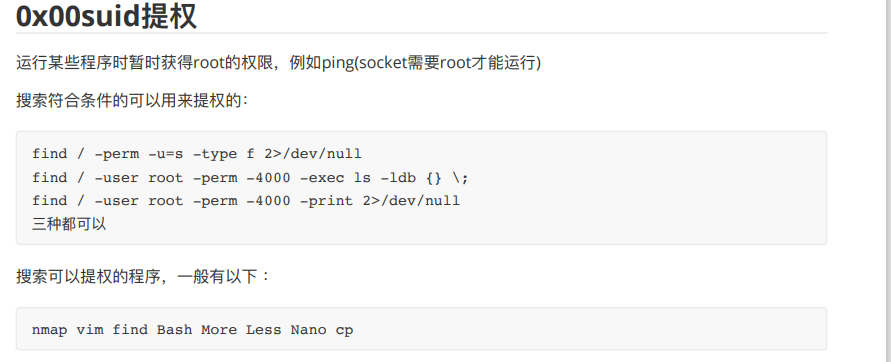 0x00suid提权
运行某些程序时暂时获得root的权限，例如ping(socket需要root才能运行)
搜索符合条件的可以用来提权的：
find / -perm -u=s -type f 2>/dev/null
find / -user root -perm -4000 -exec ls -ldb {} \;
find / -user root -perm -4000 -print 2>/dev/null
三种都可以
搜索可以提权的程序，一般有以下：
nmap vim find Bash More Less Nano cp